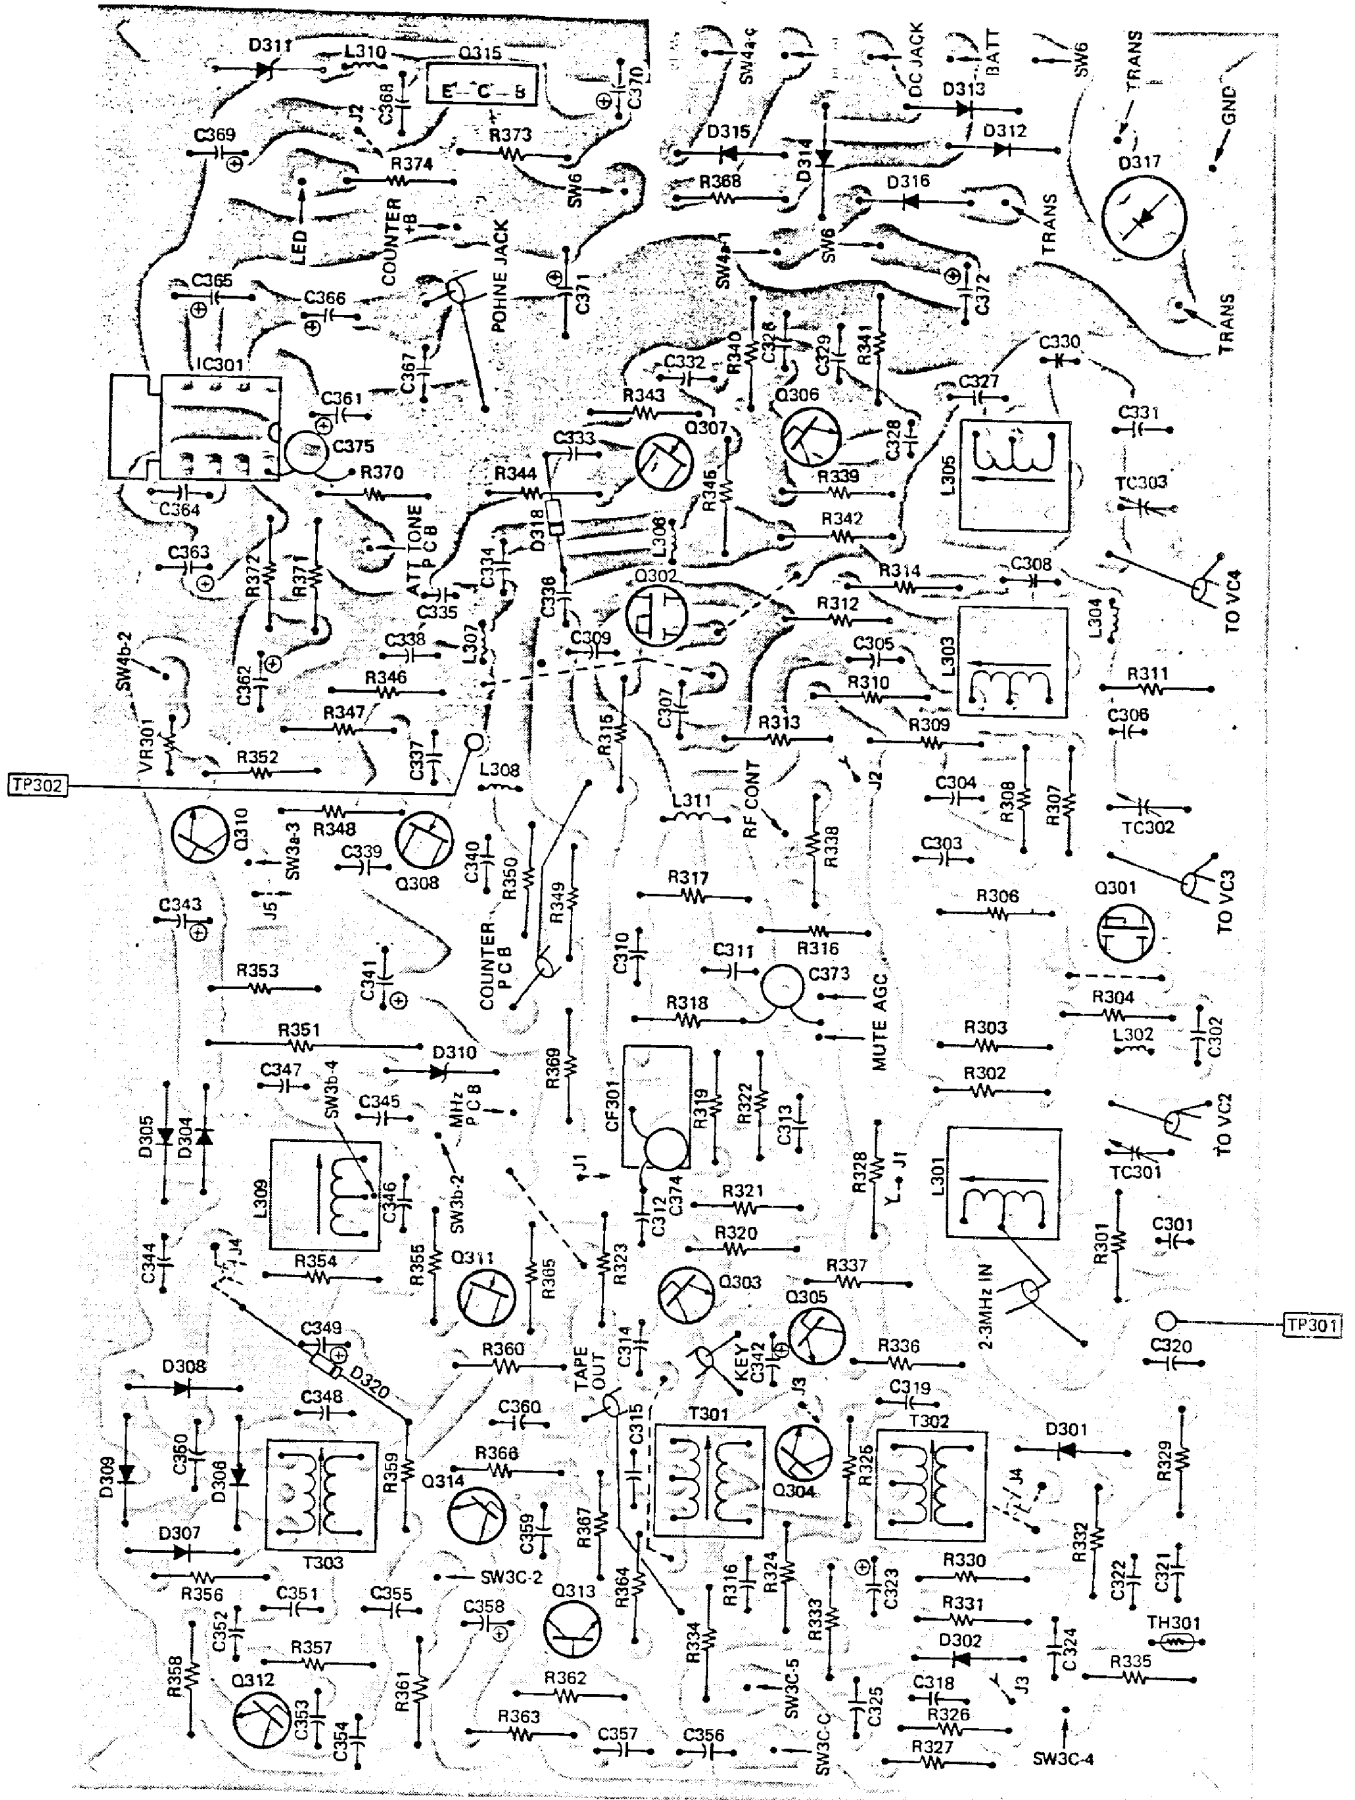 D311
L310
Q315
E C B
C368
J2
C370
SW4a-c
DC JACK
BATT
SW6
TRANS
GND
C369
R374
R373
D315
D314
D313
D312
D317
LED
COUNTER
+B
SW6
R368
D316
TRANS
POHNE JACK
C371
SW4a-1
SW6
C372
TRANS
C365
C366
IC301
C367
C332
R340
C329
R341
C330
C361
C375
R343
Q306
C327
C331
R370
R344
C333
Q307
R345
C328
L305
TC303
C364
ATT TONE
P C B
D318
L306
R339
R342
C363
R372
R371
C335
C334
C336
Q302
R314
C308
L304
TO VC4
SW4b-2
C362
C338
L307
C309
R312
C305
L303
R346
R310
R311
VR301
R347
C337
R315
C307
R313
R309
C306
R352
L308
RF CONT
J2
C304
R308
R307
TC302
TP302
Q310
R348
SW3a-3
J5
C339
Q308
C340
R350
R349
L311
R338
C303
TO VC3
C343
R317
R306
Q301
R353
C341
COUNTER
P C B
C310
C311
R316
C373
R318
MUTE AGC
R304
L302
C302
R351
D310
R369
CF301
R303
R302
C347
SW3b-4
C345
MHz
P C B
R319
R322
C313
D305
D304
L309
C346
SW3b-2
J1
C312
C374
R321
R328
J1
L301
TO VC2
TC301
C344
J4
R354
R355
Q311
R365
R323
R320
Q303
R337
R301
C301
C349
D320
R360
TAPE
OUT
C314
KEY
C342
Q305
2-3MHz IN
R336
TP301
C320
D308
C348
C360
C315
T301
J3
C319
T302
D301
D309
D306
R359
R366
Q304
R325
J4
R329
D307
T303
Q314
C359
R367
R324
R332
R356
C351
C355
SW3C-2
Q313
R364
R316
R333
C323
R330
C322
C321
C352
C358
R334
R331
TH301
R358
R357
Q312
R361
R362
SW3C-5
D302
C324
R335
C353
C354
R363
C357
C356
SW3C-C
C325
C318
J3
R326
R327
SW3C-4